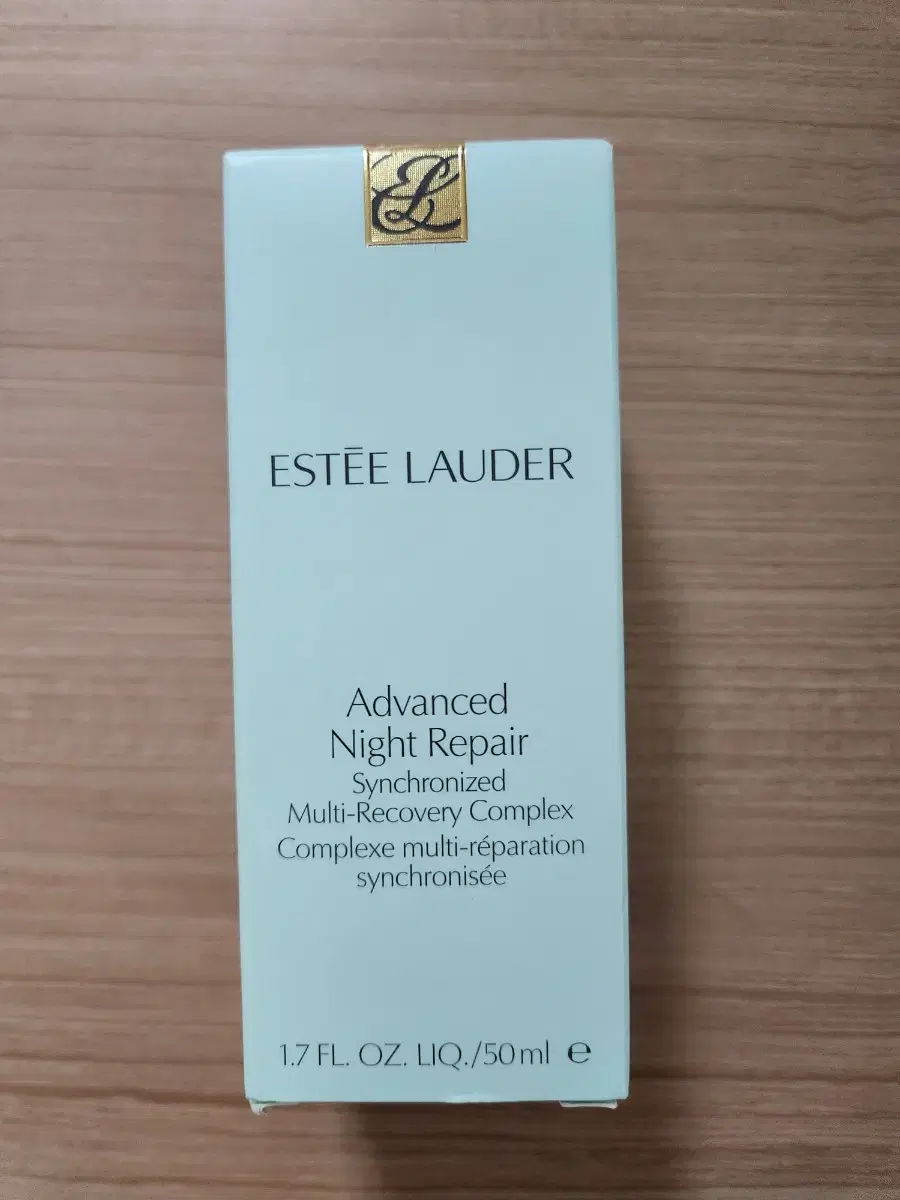 EL
ESTĒE LAUDER
Advanced
Night Repair
Synchronized
Multi-Recovery Complex
Complexe multi-réparation
synchronisée
1.7 FL. OZ. LIQ./50 ml ℮